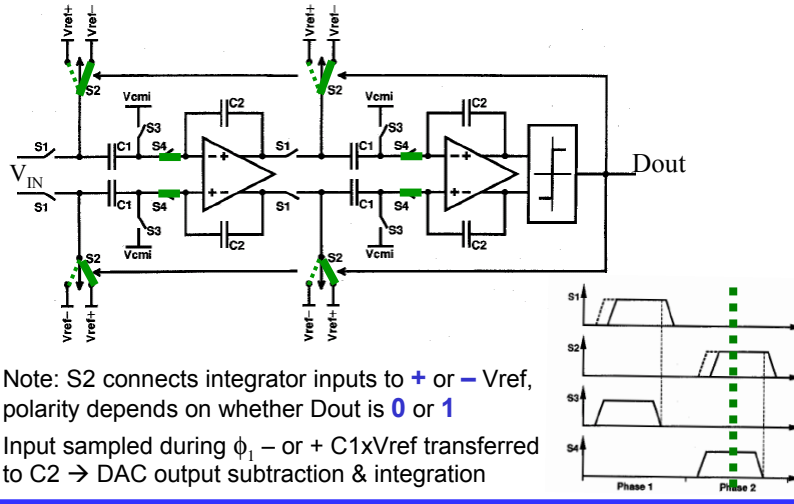 Vref+ Vref– Vref+ Vref–
S2 S2
Vcmi C2 Vcmi C2
S1 C1 S3 S4 S1 C1 S3 S4
V_IN Dout
S1 C1 S4 S3 C2 S1 C1 S4 S3 C2
Vcmi Vcmi
S2 S2
Vref– Vref+ Vref– Vref+
S1
S2
S3
S4
Phase 1 Phase 2
Note: S2 connects integrator inputs to + or – Vref,
polarity depends on whether Dout is 0 or 1
Input sampled during ϕ₁ – or + C1xVref transferred
to C2 → DAC output subtraction & integration